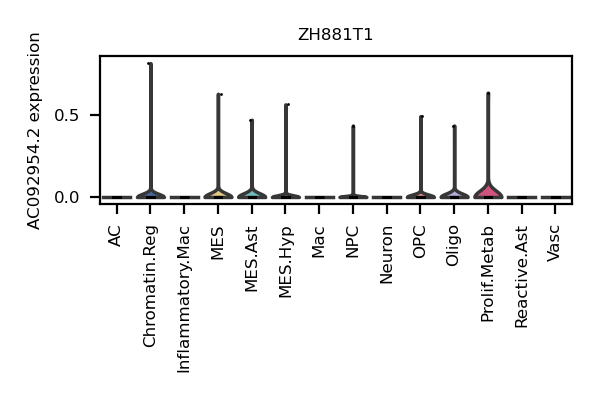 ZH881T1
AC092954.2 expression
0.5
0.0
AC
Chromatin.Reg
Inflammatory.Mac
MES
MES.Ast
MES.Hyp
Mac
NPC
Neuron
OPC
Oligo
Prolif.Metab
Reactive.Ast
Vasc